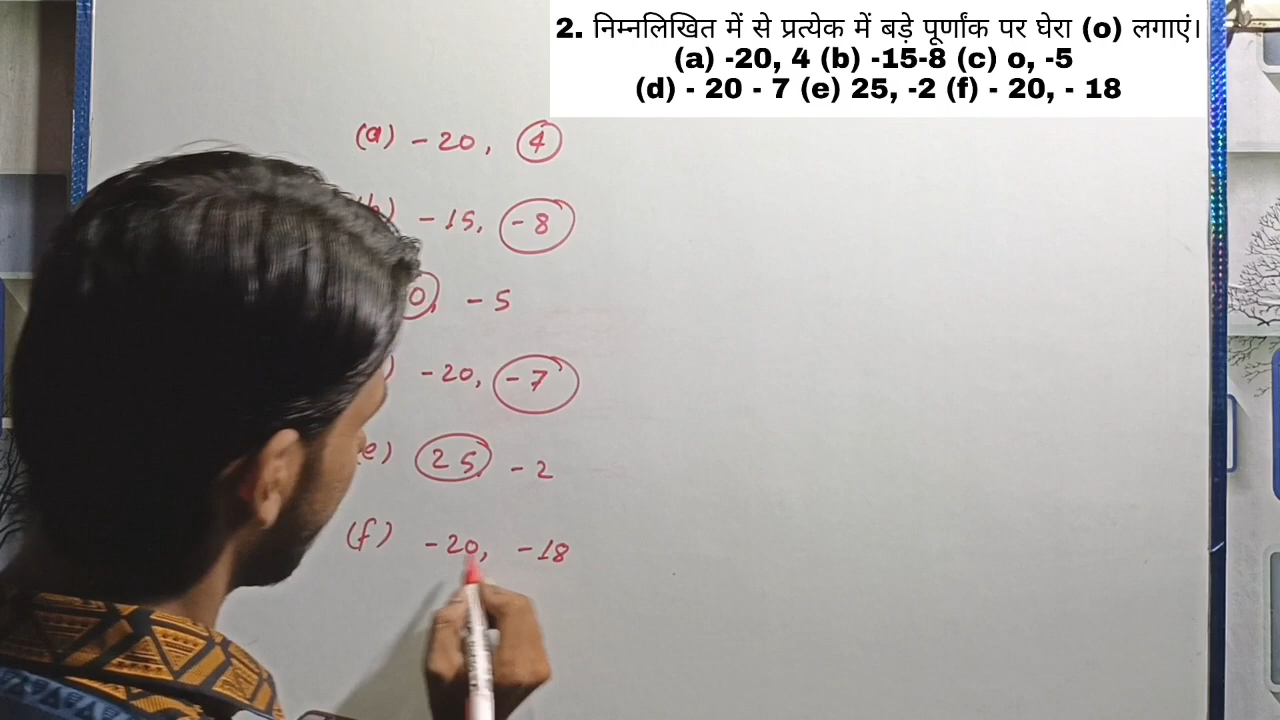 2. निम्नलिखित में से प्रत्येक में बड़े पूर्णांक पर घेरा (o) लगाएं।
(a) -20, 4 (b) -15-8 (c) o, -5
(d) - 20 - 7 (e) 25, -2 (f) - 20, - 18
(a) -20, 4
b) -15, -8
0, -5
) -20, -7
e) 25 -2
(f) -20, -18